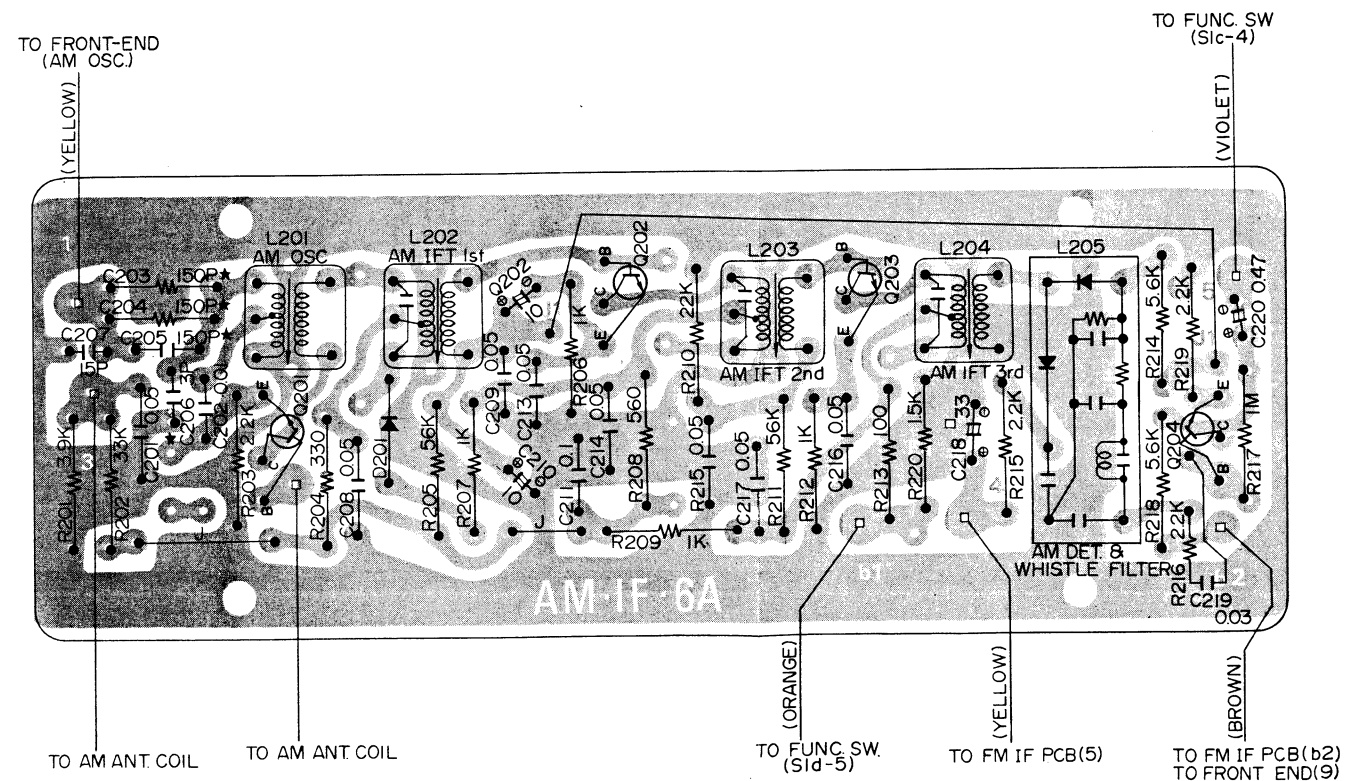 TO FRONT-END
(AM OSC.)
(YELLOW)
TO FUNC. SW
(S1c-4)
(VIOLET)
1
L201
AM OSC
L202
AM IFT 1st
Q202
B
C
E
L203
AM IFT 2nd
B
C
E
Q203
L204
AM IFT 3rd
L205
C203 150P★
C204 150P★
C205 150P★
C207
15P
C206 3P
★
C202
C201 0.05
E
C
B
Q201
R201 3.9K
3
R202 33K
R203 2.2K
R204 330
C208 0.05
D201
R205 56K
R207 1K
C209 0.05
C213 0.05
C210
R206 1K
C214 0.05
C211 0.1
R208 560
R210 22K
C215 0.05
C217 0.05
R211 56K
R212 1K
C216 0.05
R213 100
R220 1.5K
C218 33
R215 2.2K
4
R214 5.6K
R219 2.2K
5
C220 0.47
Q204
E
C
B
R217 1M
R218 5.6K
R216 22K
C219
0.03
2
J
J
R209 1K
b1
AM DET. &
WHISTLE FILTER
AM·IF·6A
(ORANGE)
(YELLOW)
(BROWN)
TO AM ANT. COIL
TO AM ANT. COIL
TO FUNC. SW.
(S1d-5)
TO FM IF PCB(5)
TO FM IF PCB(b2)
TO FRONT END(9)